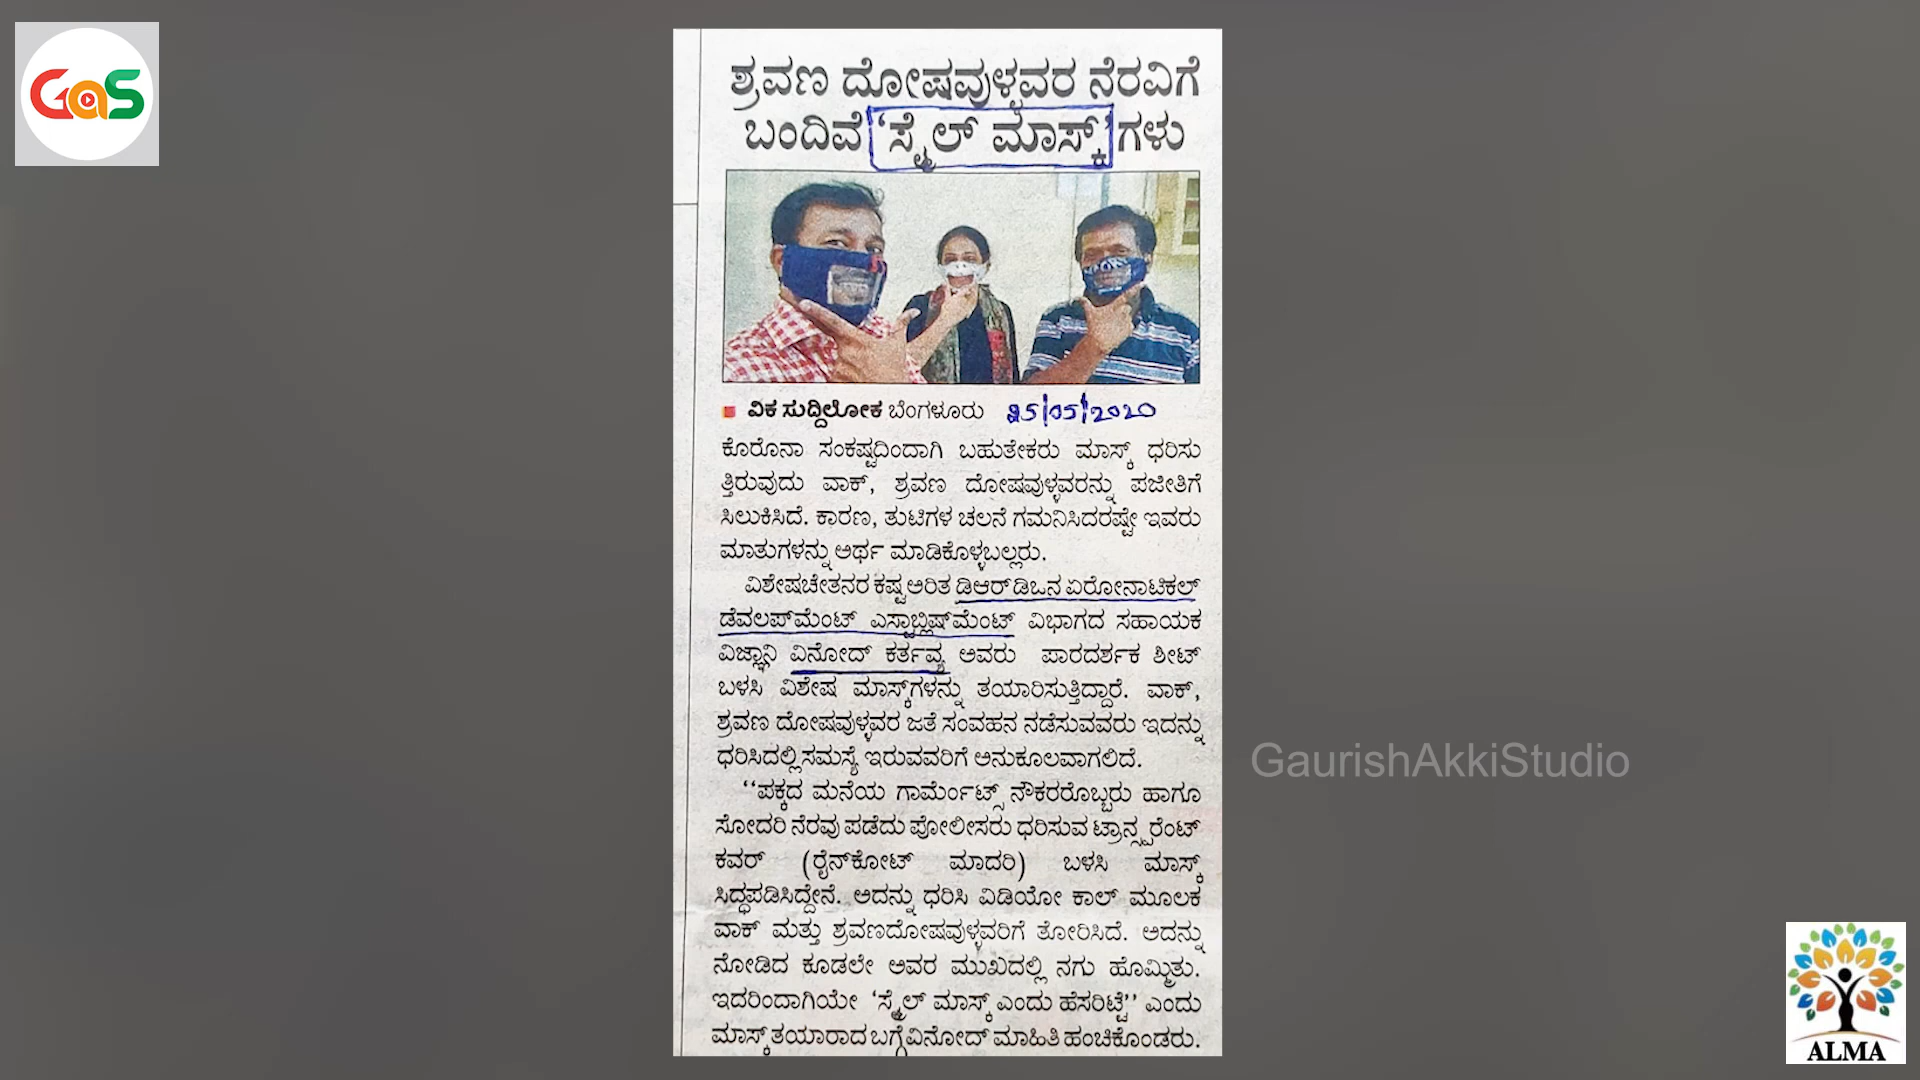 GaS
ಶ್ರವಣ ದೋಷವುಳ್ಳವರ ನೆರವಿಗೆ
ಬಂದಿವೆ ‘ಸ್ಮೈಲ್ ಮಾಸ್ಕ್’ಗಳು
■ ವಿಕ ಸುದ್ದಿಲೋಕ ಬೆಂಗಳೂರು 25/05/2020
ಕೊರೊನಾ ಸಂಕಷ್ಟದಿಂದಾಗಿ ಬಹುತೇಕರು ಮಾಸ್ಕ್ ಧರಿಸು
ತ್ತಿರುವುದು ವಾಕ್, ಶ್ರವಣ ದೋಷವುಳ್ಳವರನ್ನು ಪಜೀತಿಗೆ
ಸಿಲುಕಿಸಿದೆ. ಕಾರಣ, ತುಟಿಗಳ ಚಲನೆ ಗಮನಿಸಿದರಷ್ಟೇ ಇವರು
ಮಾತುಗಳನ್ನು ಅರ್ಥ ಮಾಡಿಕೊಳ್ಳಬಲ್ಲರು.
ವಿಶೇಷಚೇತನರ ಕಷ್ಟ ಅರಿತ ಡಿಆರ್‌ಡಿಒನ ಏರೋನಾಟಿಕಲ್
ಡೆವಲಪ್‌ಮೆಂಟ್ ಎಸ್ಟಾಬ್ಲಿಷ್‌ಮೆಂಟ್ ವಿಭಾಗದ ಸಹಾಯಕ
ವಿಜ್ಞಾನಿ ವಿನೋದ್ ಕರ್ತವ್ಯ ಅವರು ಪಾರದರ್ಶಕ ಶೀಟ್
ಬಳಸಿ ವಿಶೇಷ ಮಾಸ್ಕ್‌ಗಳನ್ನು ತಯಾರಿಸುತ್ತಿದ್ದಾರೆ. ವಾಕ್,
ಶ್ರವಣ ದೋಷವುಳ್ಳವರ ಜತೆ ಸಂವಹನ ನಡೆಸುವವರು ಇದನ್ನು
ಧರಿಸಿದಲ್ಲಿ ಸಮಸ್ಯೆ ಇರುವವರಿಗೆ ಅನುಕೂಲವಾಗಲಿದೆ.
‘‘ಪಕ್ಕದ ಮನೆಯ ಗಾರ್ಮೆಂಟ್ಸ್ ನೌಕರರೊಬ್ಬರು ಹಾಗೂ
ಸೋದರಿ ನೆರವು ಪಡೆದು ಪೋಲೀಸರು ಧರಿಸುವ ಟ್ರಾನ್ಸ್ಪರೆಂಟ್
ಕವರ್ (ರೈನ್‌ಕೋಟ್ ಮಾದರಿ) ಬಳಸಿ ಮಾಸ್ಕ್
ಸಿದ್ಧಪಡಿಸಿದ್ದೇನೆ. ಅದನ್ನು ಧರಿಸಿ ವಿಡಿಯೋ ಕಾಲ್ ಮೂಲಕ
ವಾಕ್ ಮತ್ತು ಶ್ರವಣದೋಷವುಳ್ಳವರಿಗೆ ತೋರಿಸಿದೆ. ಅದನ್ನು
ನೋಡಿದ ಕೂಡಲೇ ಅವರ ಮುಖದಲ್ಲಿ ನಗು ಹೊಮ್ಮಿತು.
ಇದರಿಂದಾಗಿಯೇ ‘ಸ್ಮೈಲ್ ಮಾಸ್ಕ್ ಎಂದು ಹೆಸರಿಟ್ಟೆ’’ ಎಂದು
ಮಾಸ್ಕ್ ತಯಾರಾದ ಬಗ್ಗೆ ವಿನೋದ್ ಮಾಹಿತಿ ಹಂಚಿಕೊಂಡರು.
GaurishAkkiStudio
ALMA